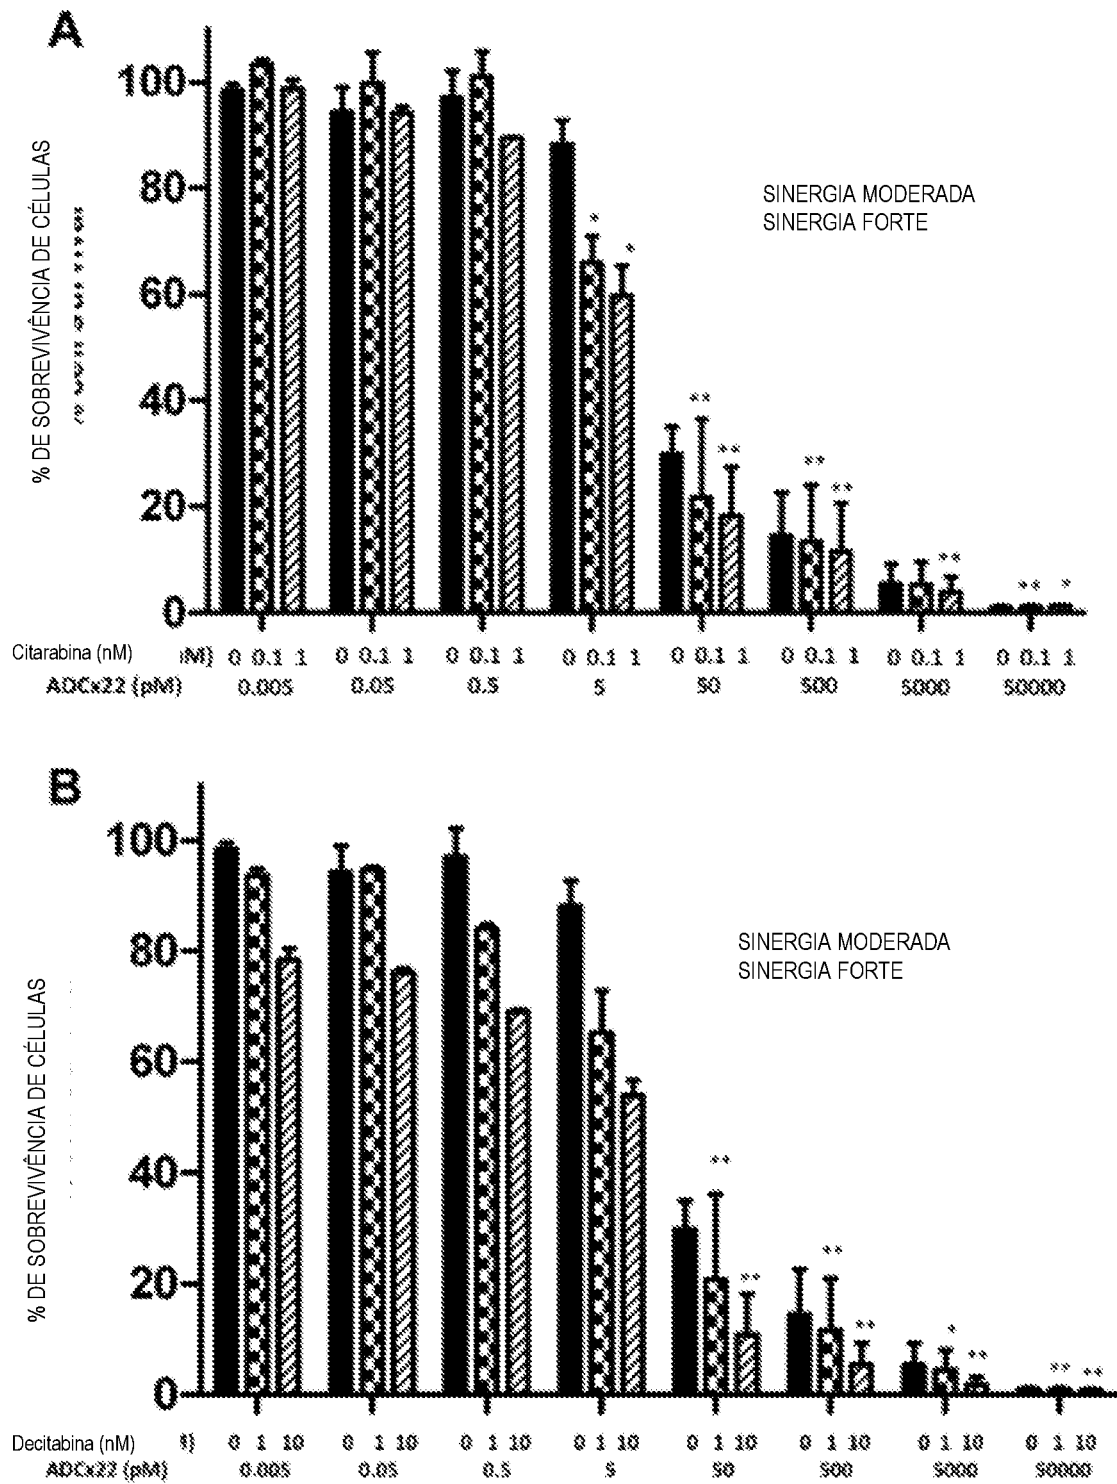 A
100
80
60
40
20
0
% DE SOBREVIVÊNCIA DE CÉLULAS
SINERGIA MODERADA
SINERGIA FORTE
* * ** ** ** ** ** ** *
Citarabina (nM) M) 0 0.1 1 0 0.1 1 0 0.1 1 0 0.1 1 0 0.1 1 0 0.1 1 0 0.1 1 0 0.1 1
ADCx22 (pM) 0.005 0.05 0.5 5 50 500 5000 50000
B
100
80
60
40
20
0
% DE SOBREVIVÊNCIA DE CÉLULAS
SINERGIA MODERADA
SINERGIA FORTE
** ** ** ** * ** ** **
Decitabina (nM) 0 1 10 0 1 10 0 1 10 0 1 10 0 1 10 0 1 10 0 1 10 0 1 10
ADCx22 (pM) 0.005 0.05 0.5 5 50 500 5000 50000